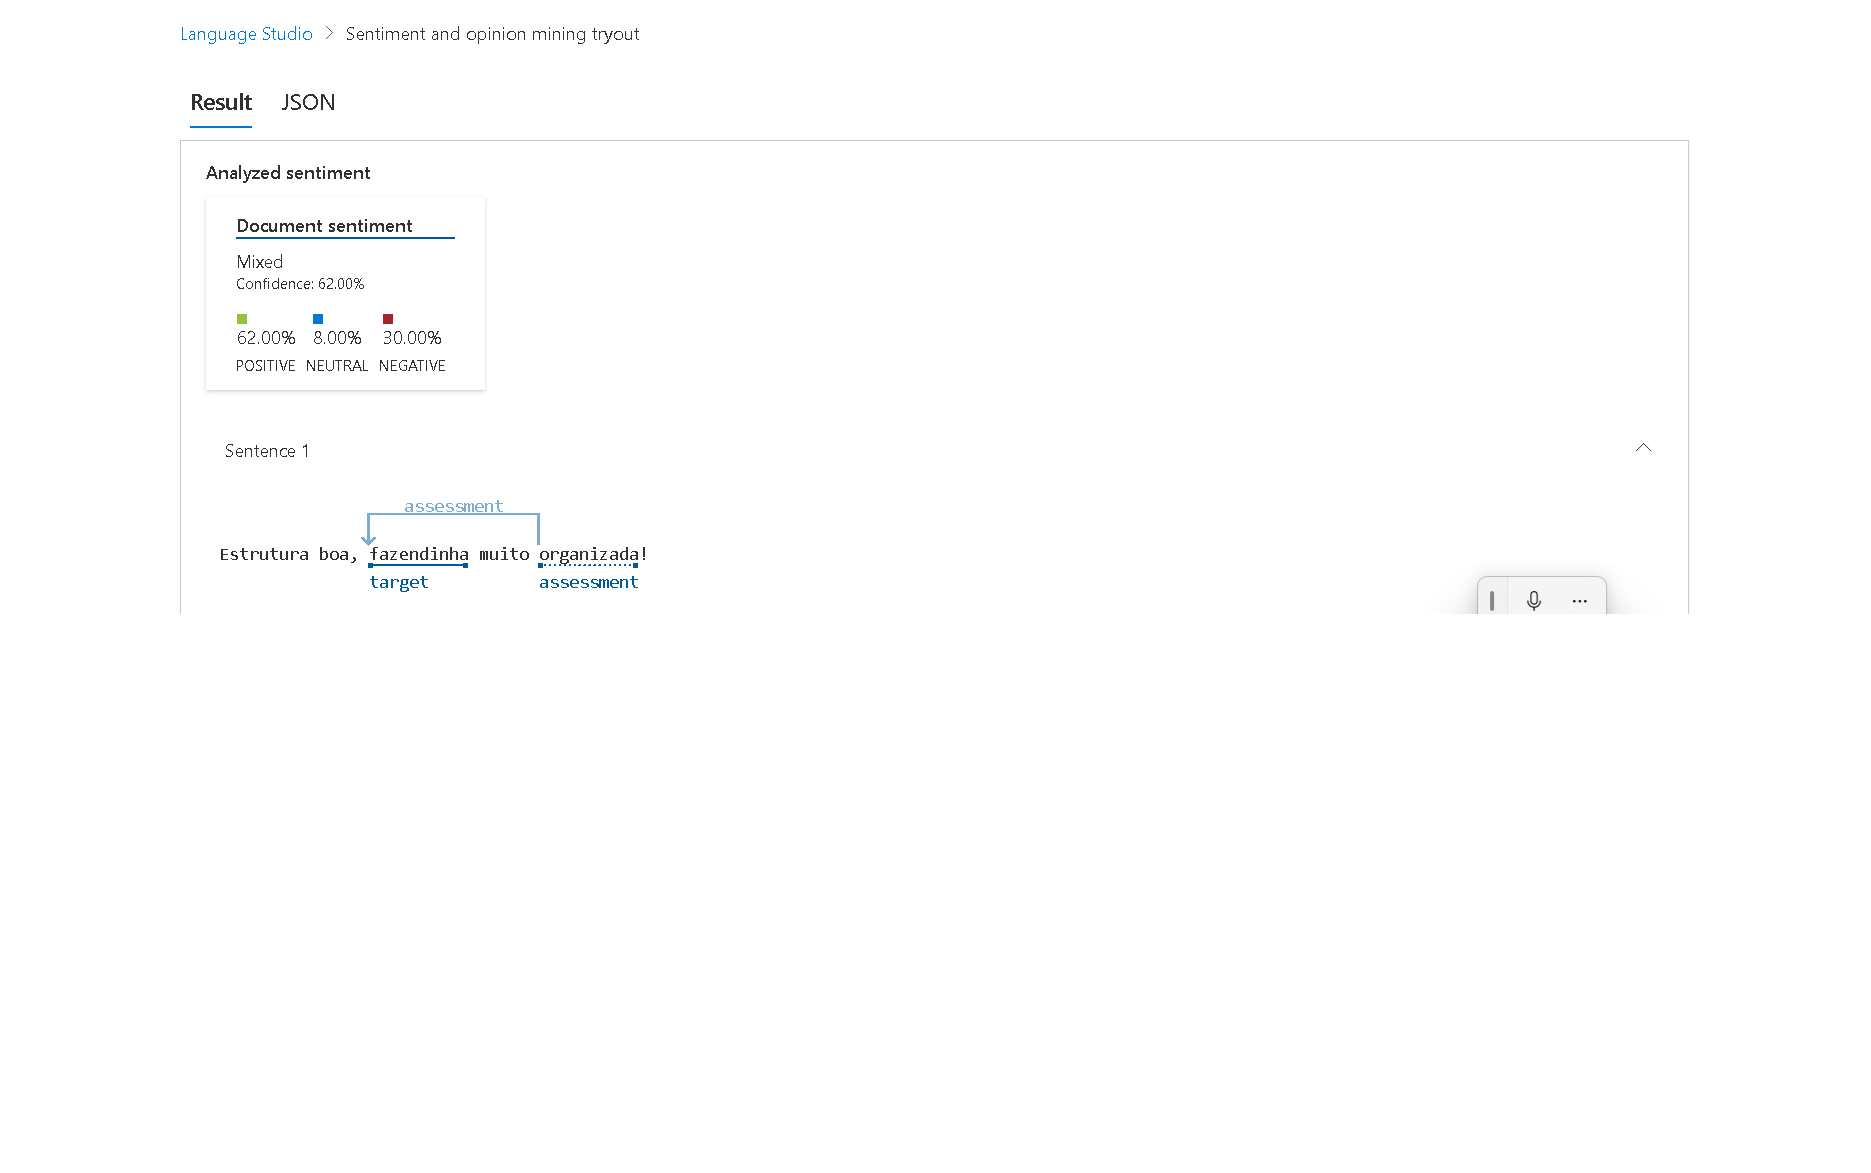 Language Studio > Sentiment and opinion mining tryout
Result JSON
Analyzed sentiment
Document sentiment
Mixed
Confidence: 62.00%
62.00% 8.00% 30.00%
POSITIVE NEUTRAL NEGATIVE
Sentence 1
assessment
Estrutura boa, fazendinha muito organizada!
target assessment